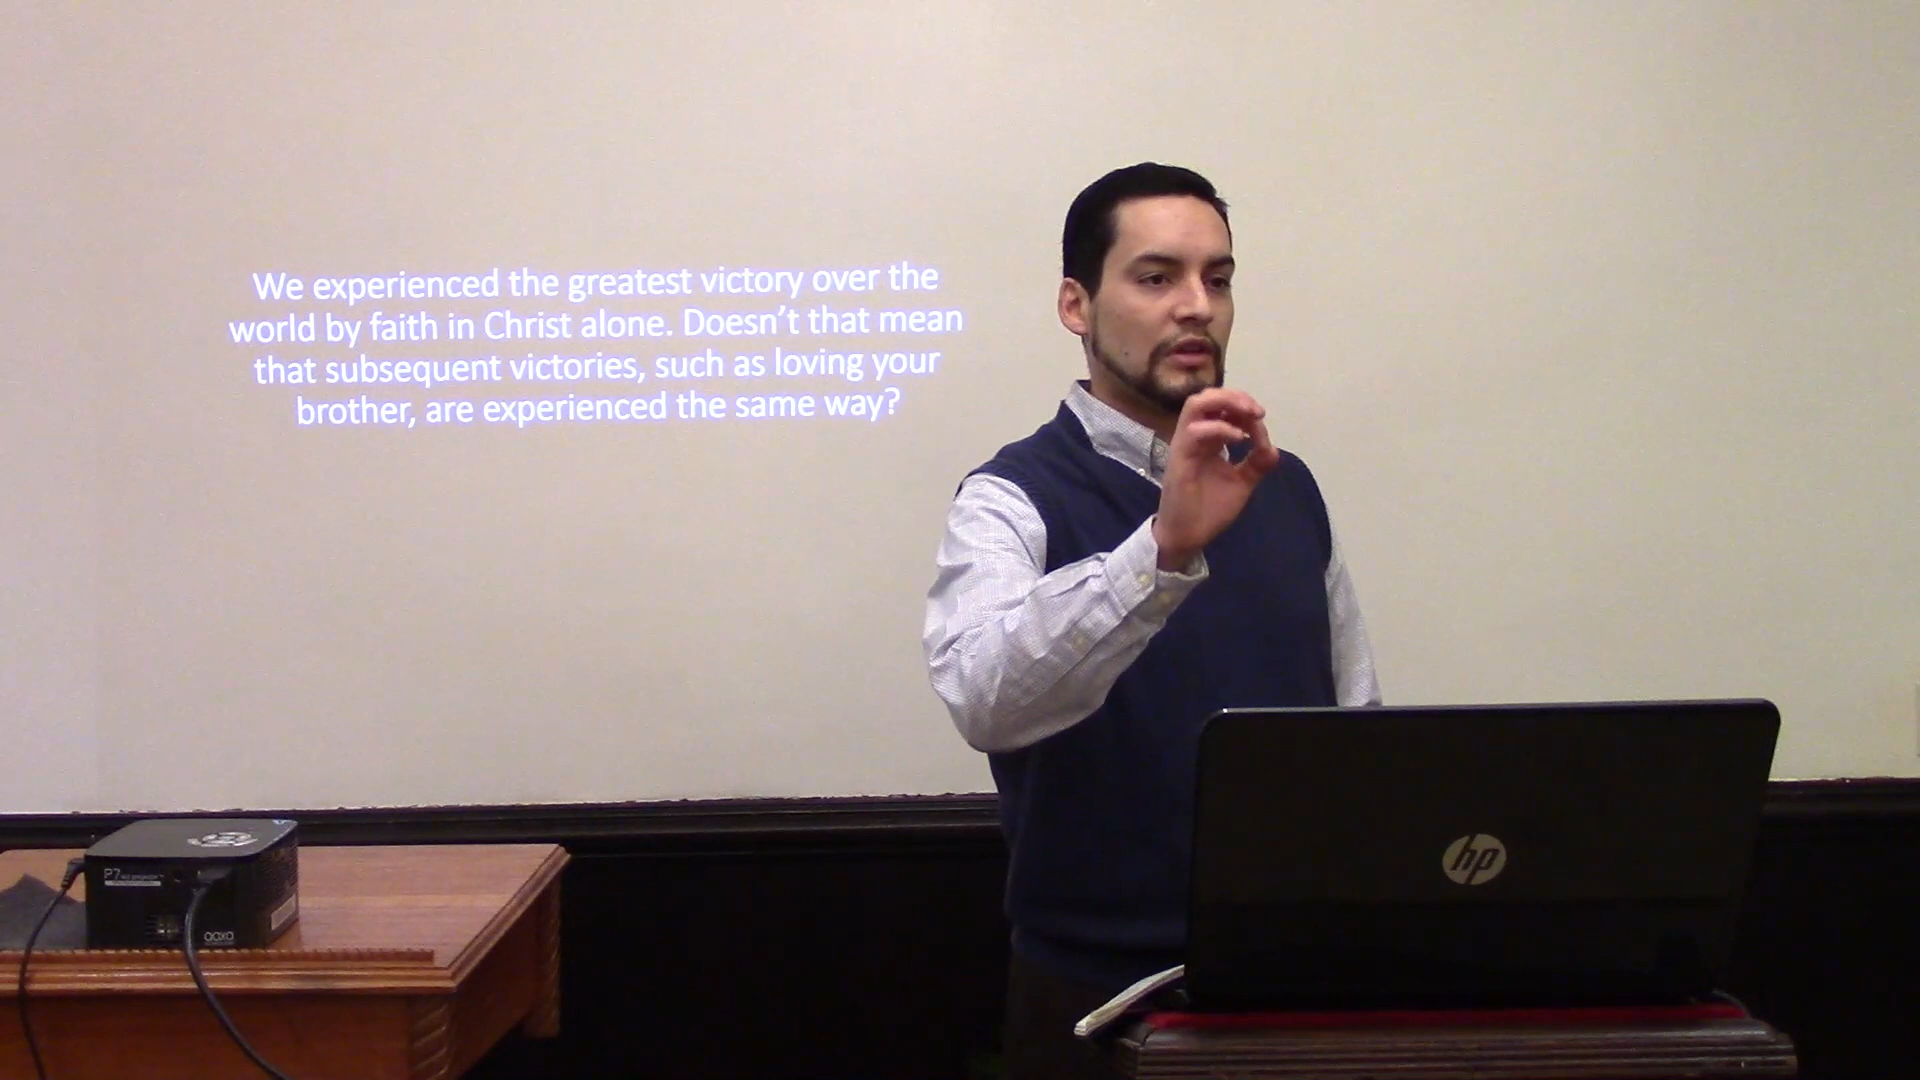 We experienced the greatest victory over the
world by faith in Christ alone. Doesn't that mean
that subsequent victories, such as loving your
brother, are experienced the same way?
P7
aaxa
hp